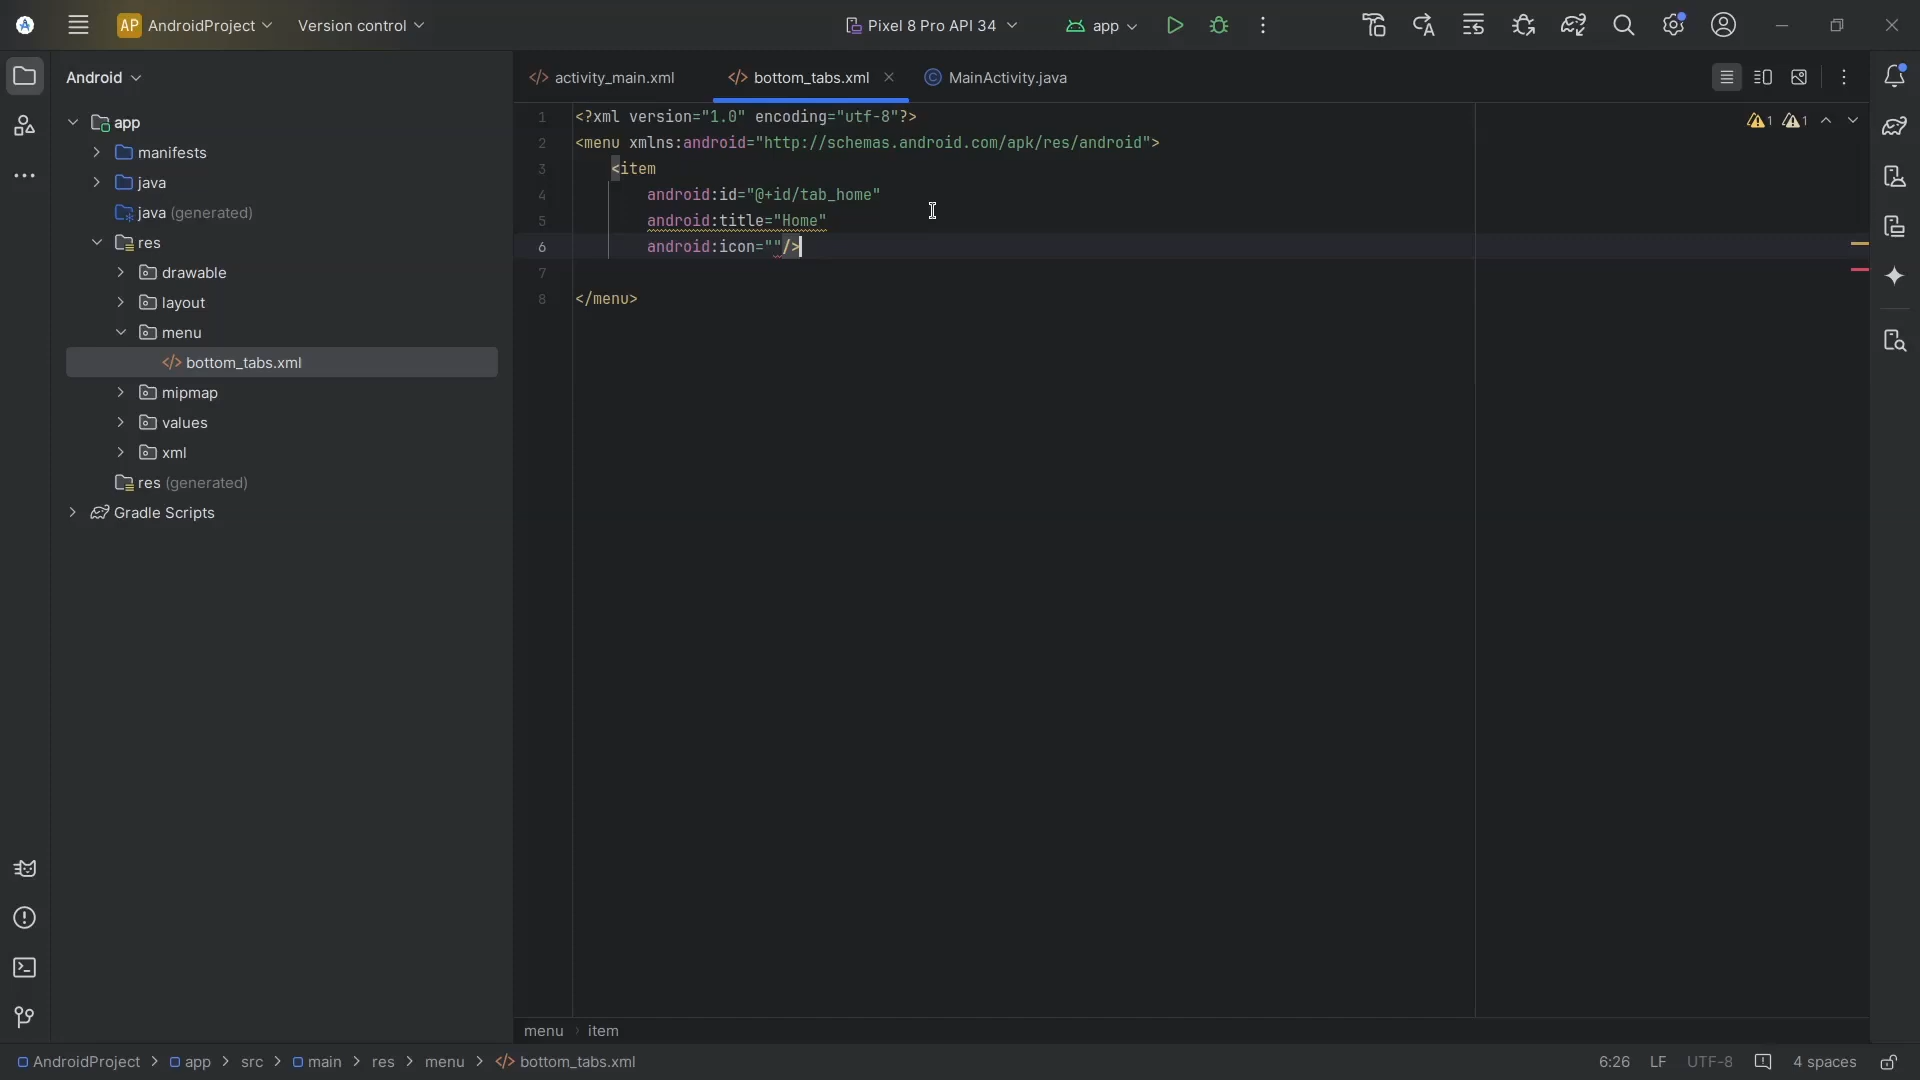 AP AndroidProject Version control Pixel 8 Pro API 34 app
Android
app
manifests
java
java (generated)
res
drawable
layout
menu
bottom_tabs.xml
mipmap
values
xml
res (generated)
Gradle Scripts
activity_main.xml bottom_tabs.xml MainActivity.java
1 <?xml version="1.0" encoding="utf-8"?>
2 <menu xmlns:android="http://schemas.android.com/apk/res/android">
3 <item
4 android:id="@+id/tab_home"
5 android:title="Home"
6 android:icon=""/>
7
8 </menu>
1 1
menu > item
AndroidProject > app > src > main > res > menu > </> bottom_tabs.xml 6:26 LF UTF-8 4 spaces